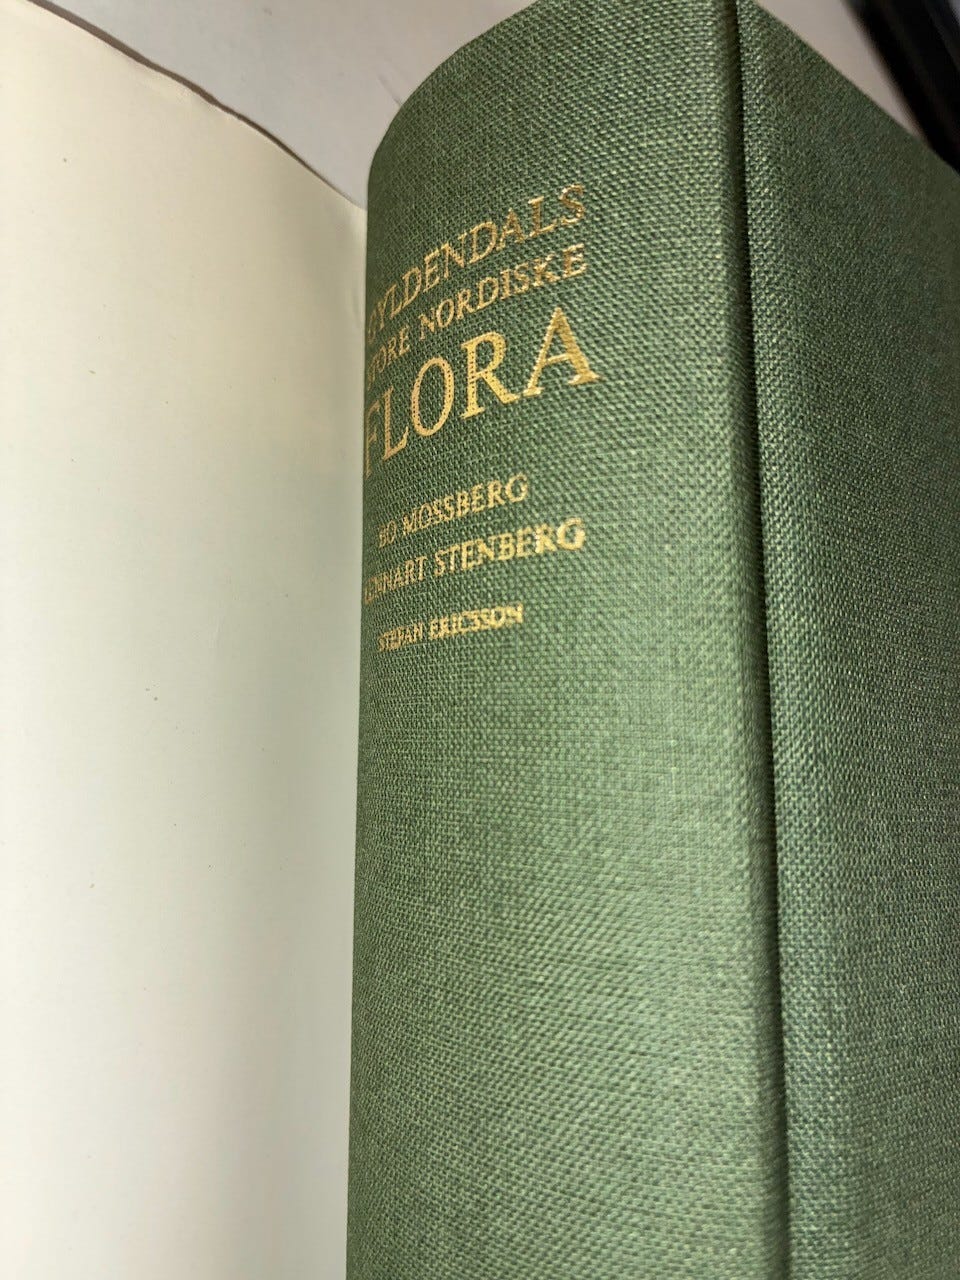 GYLDENDALS
STORE NORDISKE
FLORA
BO MOSSBERG
LENNART STENBERG
STEFAN ERICSSON